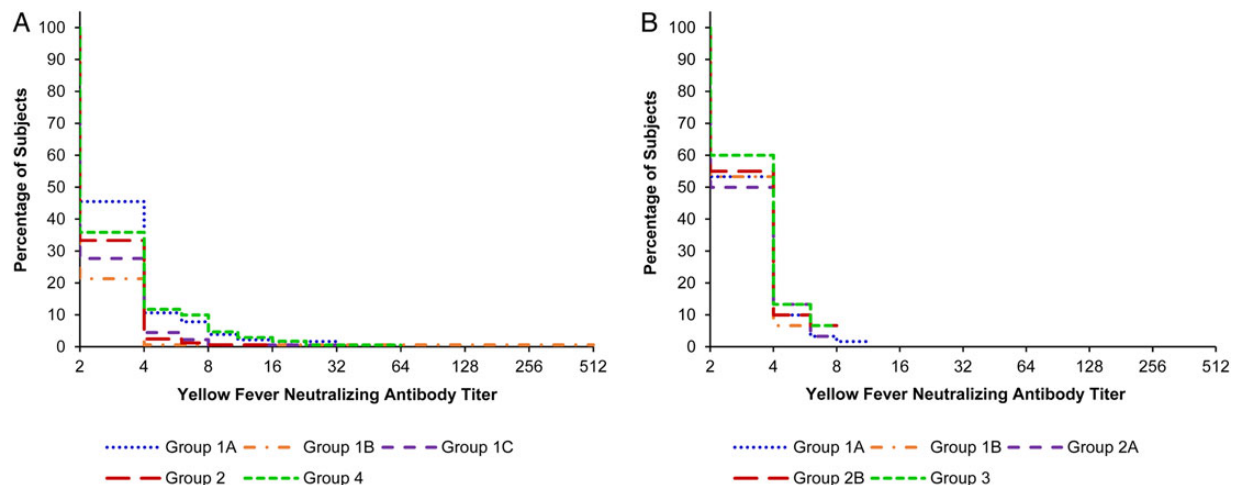 A
100
90
80
70
60
50
40
30
20
10
0
Percentage of Subjects
2 4 8 16 32 64 128 256 512
Yellow Fever Neutralizing Antibody Titer
Group 1A Group 1B Group 1C
Group 2 Group 4
B
100
90
80
70
60
50
40
30
20
10
0
Percentage of Subjects
2 4 8 16 32 64 128 256 512
Yellow Fever Neutralizing Antibody Titer
Group 1A Group 1B Group 2A
Group 2B Group 3